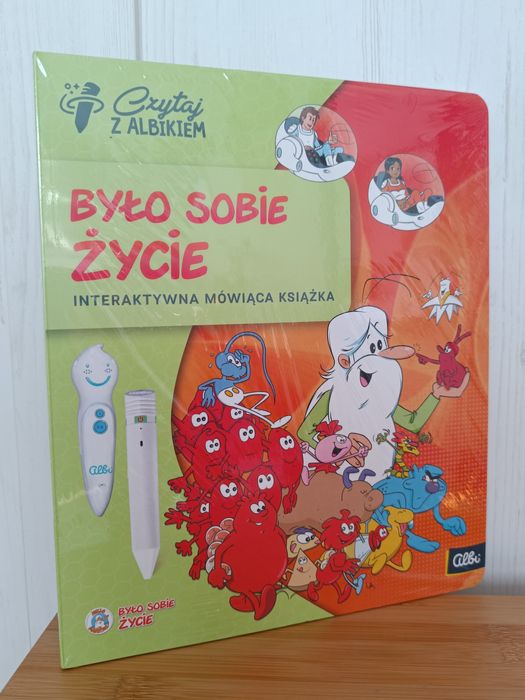 Czytaj
Z ALBIKIEM
BYŁO SOBIE
ŻYCIE
INTERAKTYWNA MÓWIĄCA KSIĄŻKA
albi
albi
BYŁO SOBIE
ŻYCIE